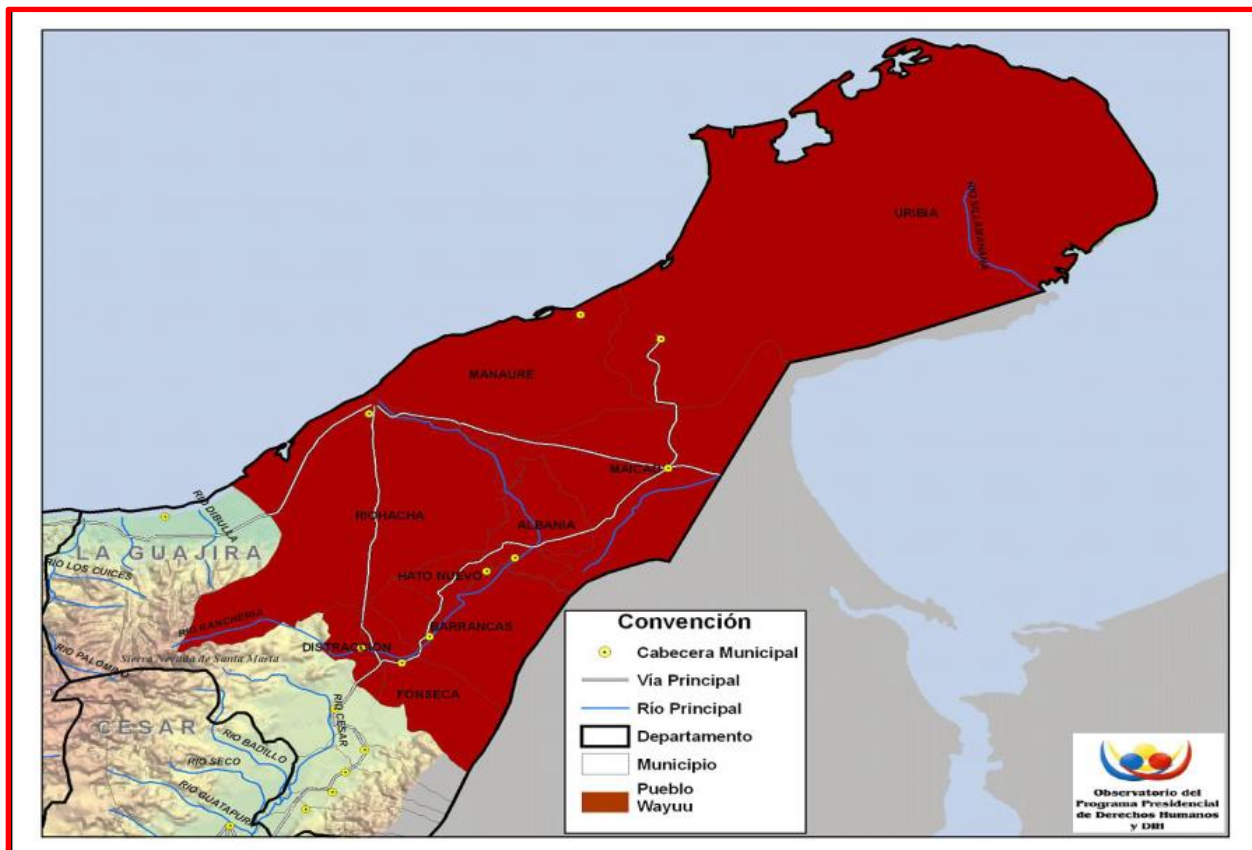 URIBIA
MANAURE
MAICAO
RIOHACHA
ALBANIA
RIO DIBULLA
LA GUAJIRA
RIO LOS CUICES
HATO NUEVO
RIO RANCHERIA
BARRANCAS
DISTRACCIÓN
Sierra Nevada de Santa Marta
RIO PALOMINO
FONSECA
CESAR
RIO CESAR
RIO BADILLO
RIO SECO
RIO GUATAPURI
Convención
Cabecera Municipal
Vía Principal
Río Principal
Departamento
Municipio
Pueblo
Wayuu
Observatorio del
Programa Presidencial
de Derechos Humanos
y DIH